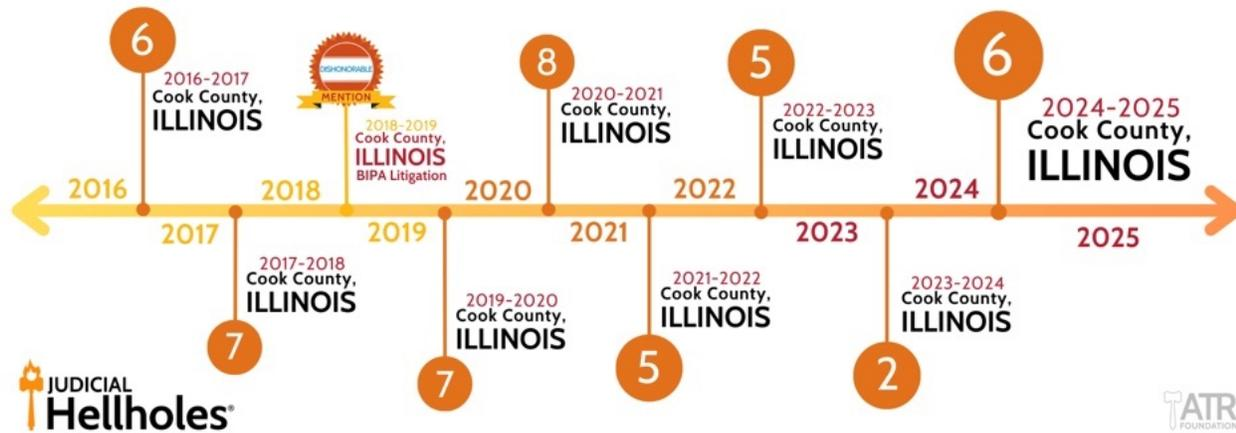 6
2016-2017
Cook County,
ILLINOIS
DISHONORABLE
MENTION
2018-2019
Cook County,
ILLINOIS
BIPA Litigation
8
2020-2021
Cook County,
ILLINOIS
5
2022-2023
Cook County,
ILLINOIS
6
2024-2025
Cook County,
ILLINOIS
2016
2018
2020
2022
2024
2017
2019
2021
2023
2025
2017-2018
Cook County,
ILLINOIS
7
2019-2020
Cook County,
ILLINOIS
7
2021-2022
Cook County,
ILLINOIS
5
2023-2024
Cook County,
ILLINOIS
2
JUDICIAL
Hellholes®
ATR
FOUNDATION